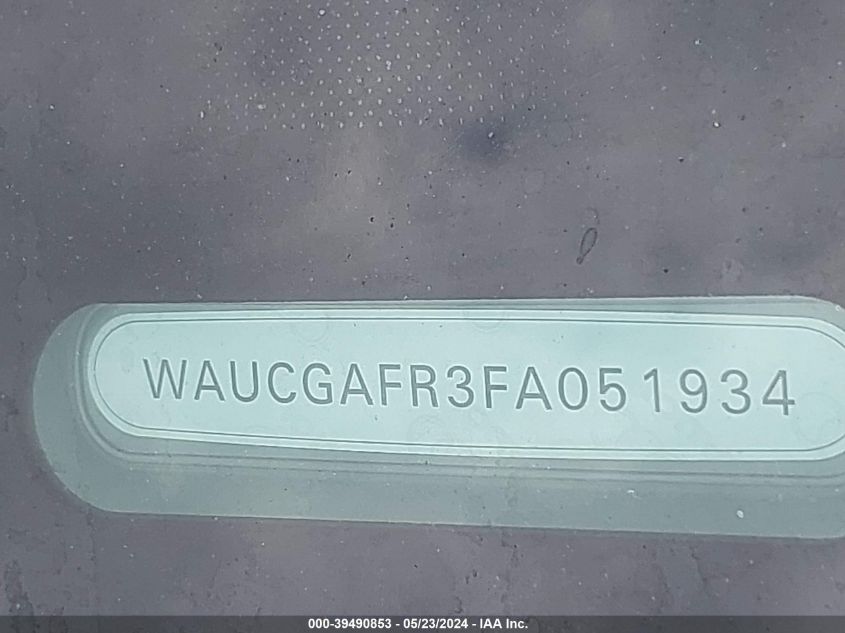 WAUCGAFR3FA051934
000-39490853 - 05/23/2024 - IAA Inc.